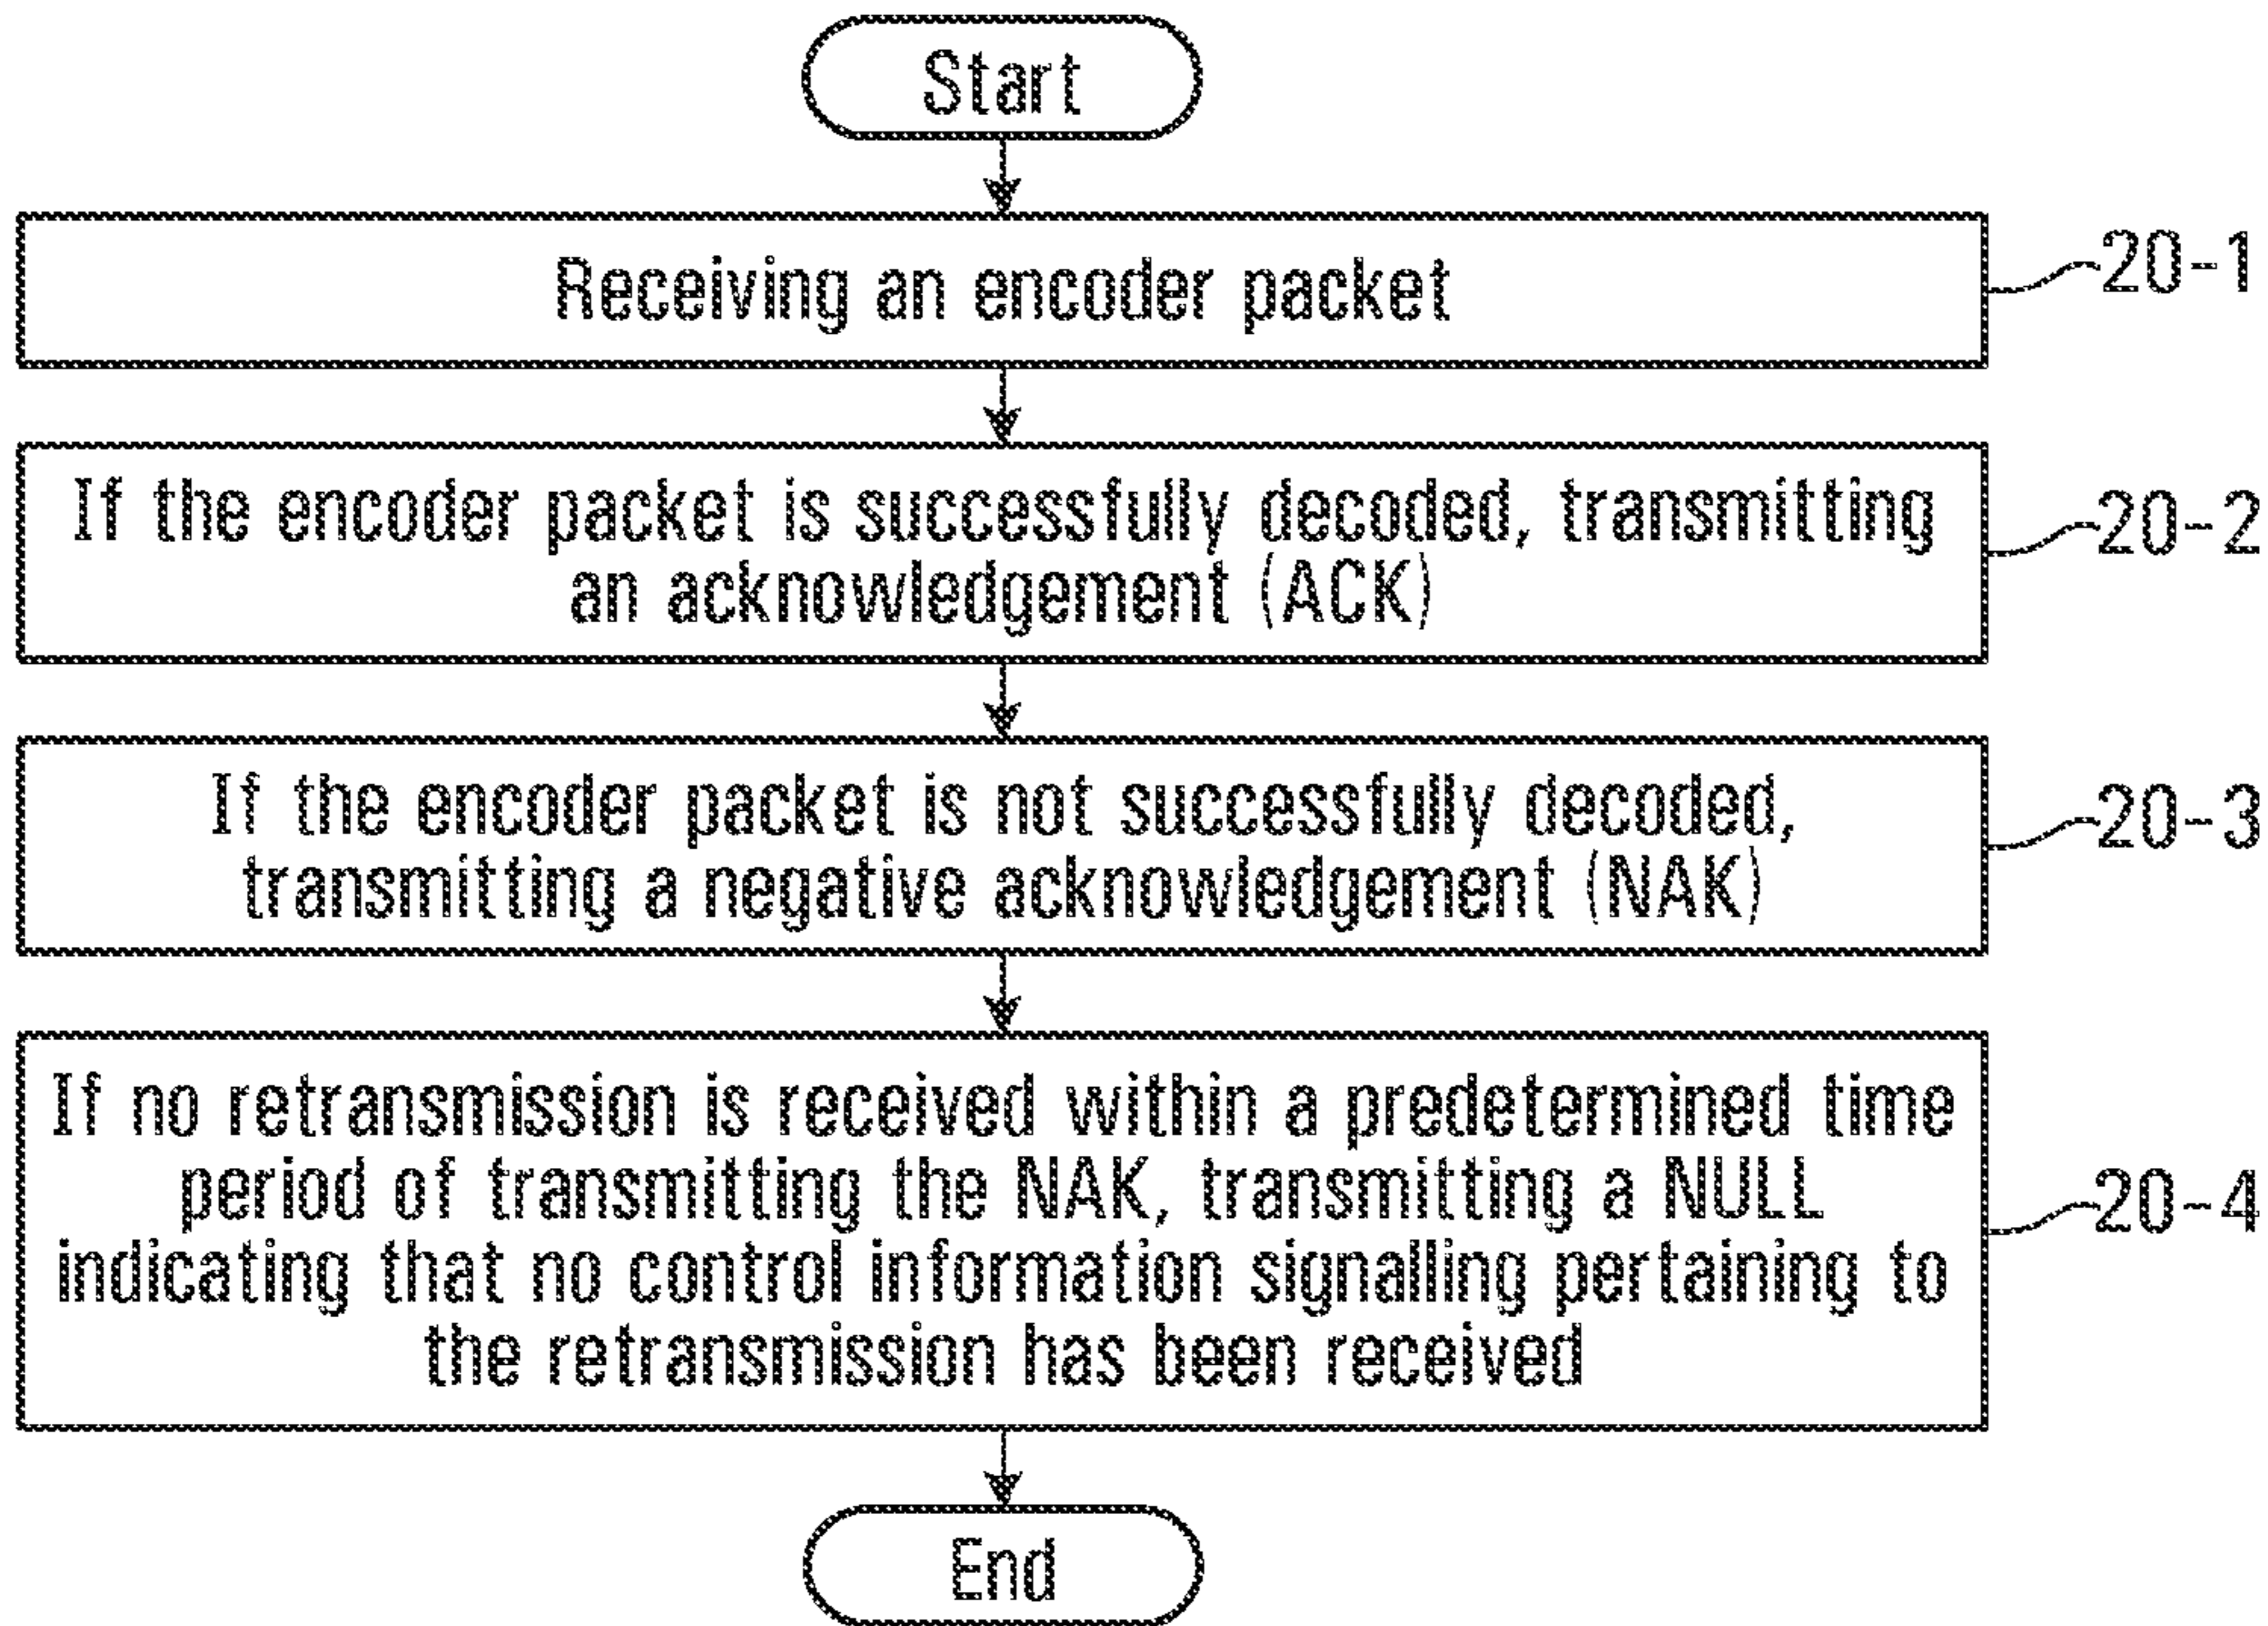 Start
Receiving an encoder packet
20-1
If the encoder packet is successfully decoded, transmitting
an acknowledgement (ACK)
20-2
If the encoder packet is not successfully decoded,
transmitting a negative acknowledgement (NAK)
20-3
If no retransmission is received within a predetermined time
period of transmitting the NAK, transmitting a NULL
indicating that no control information signalling pertaining to
the retransmission has been received
20-4
End